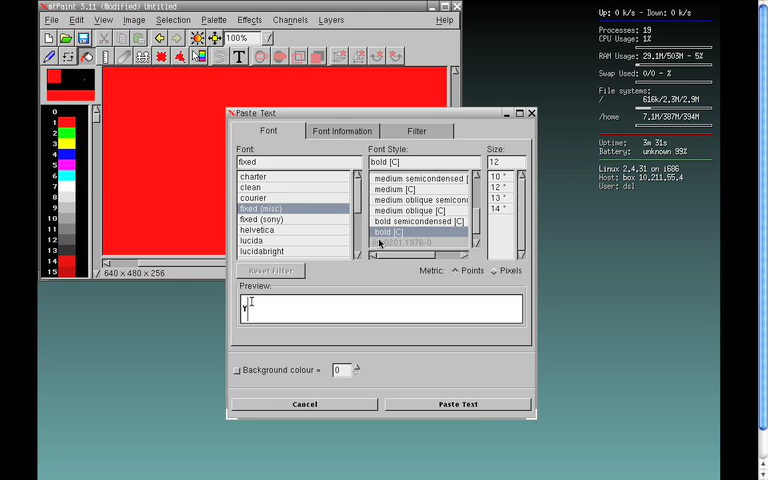 mtPaint 3.11 (Modified) Untitled
File Edit View Image Selection Palette Effects Channels Layers Help
100%
0
1
2
3
4
5
6
7
8
9
10
11
12
13
14
15
640 x 480 x 256
Paste Text
Font Font Information Filter
Font: Font Style: Size:
fixed bold [C] 12
charter
clean
courier
fixed (misc)
fixed (sony)
helvetica
lucida
lucidabright
medium semicondensed [
medium [C]
medium oblique semicon
medium oblique [C]
bold semicondensed [C]
bold [C]
10 *
12 *
13 *
14 *
Reset Filter Metric: Points Pixels
Preview:
Y
Background colour = 0
Cancel Paste Text
Up: 0 k/s - Down: 0 k/s
Processes: 19
CPU Usage: 1%
RAM Usage: 29.1M/503M - 5%
Swap Used: 0/0 - %
File systems:
/ 616k/2.3M/2.9M
/home 7.1M/387M/394M
Uptime: 3m 31s
Battery: unknown 99%
Linux 2.4.31 on i686
Host: box 10.211.55.4
User: dsl